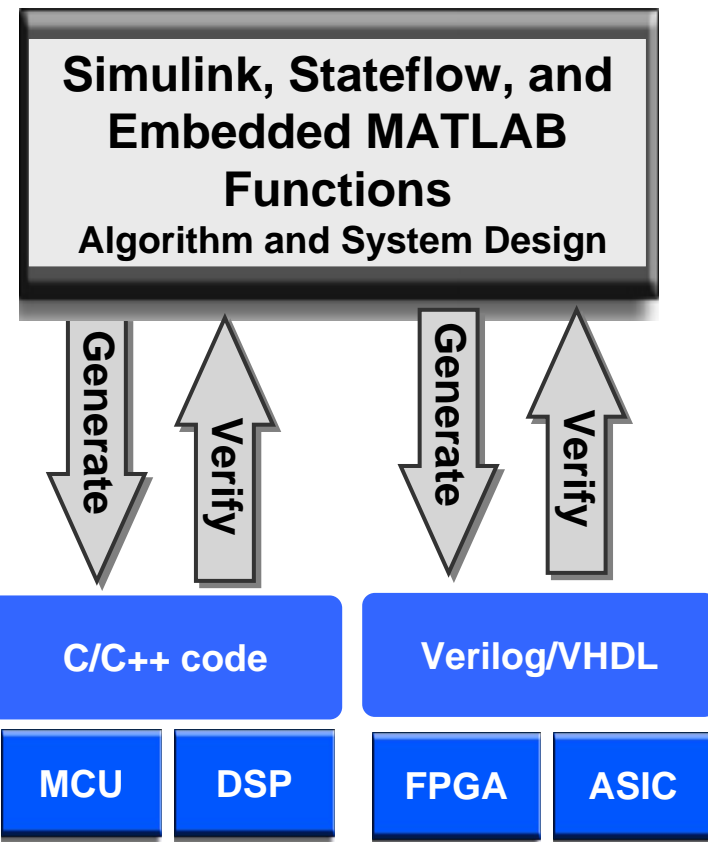 Simulink, Stateflow, and
Embedded MATLAB
Functions
Algorithm and System Design
Generate
Verify
Generate
Verify
C/C++ code
Verilog/VHDL
MCU
DSP
FPGA
ASIC